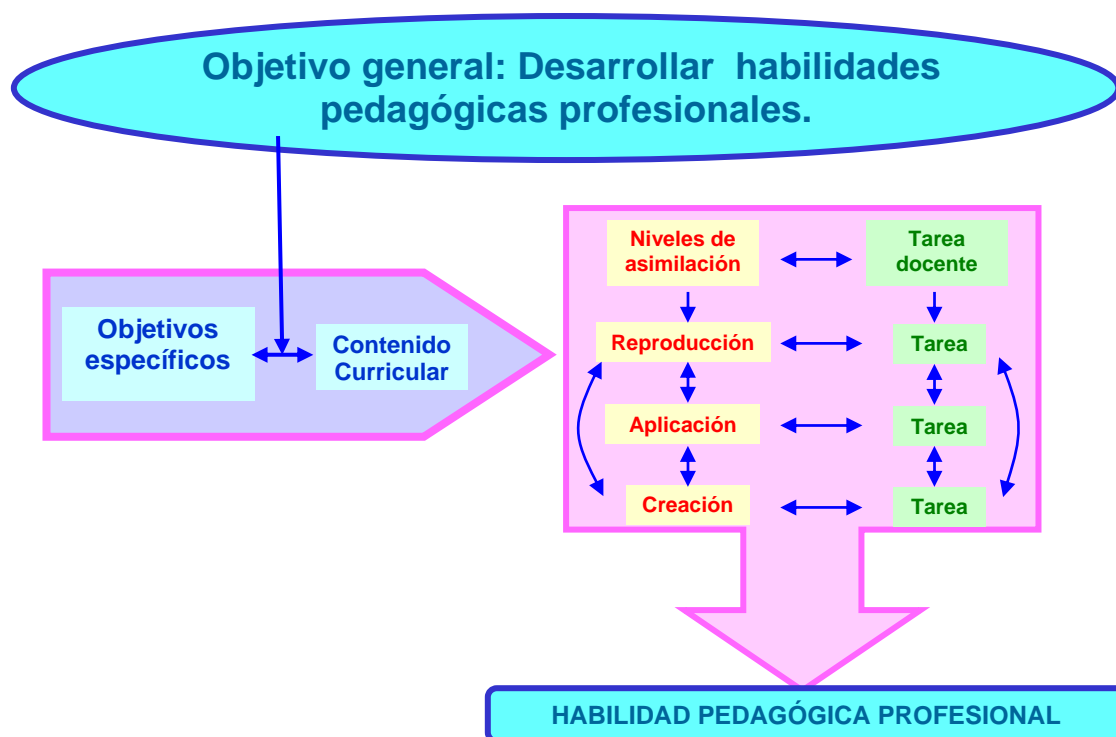 Objetivo general: Desarrollar habilidades
pedagógicas profesionales.
Niveles de
asimilación
Tarea
docente
Objetivos
específicos
Contenido
Curricular
Reproducción
Tarea
Aplicación
Tarea
Creación
Tarea
HABILIDAD PEDAGÓGICA PROFESIONAL